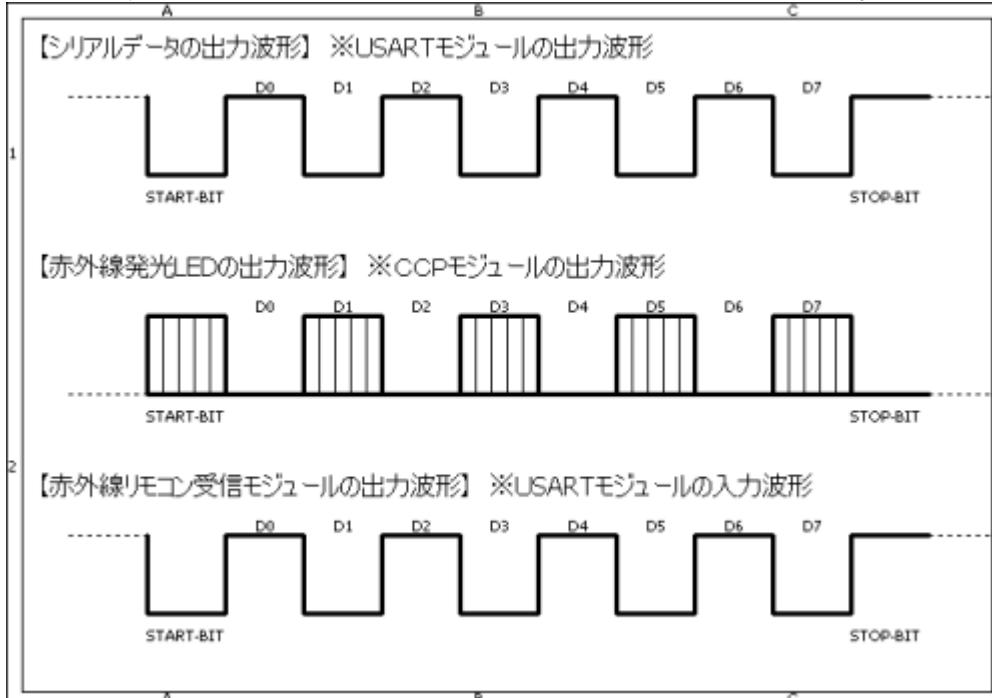 A B C
【シリアルデータの出力波形】 ※USARTモジュールの出力波形
D0 D1 D2 D3 D4 D5 D6 D7
1
START-BIT STOP-BIT
【赤外線発光LEDの出力波形】 ※CCPモジュールの出力波形
D0 D1 D2 D3 D4 D5 D6 D7
START-BIT STOP-BIT
2
【赤外線リモコン受信モジュールの出力波形】 ※USARTモジュールの入力波形
D0 D1 D2 D3 D4 D5 D6 D7
START-BIT STOP-BIT
A B C